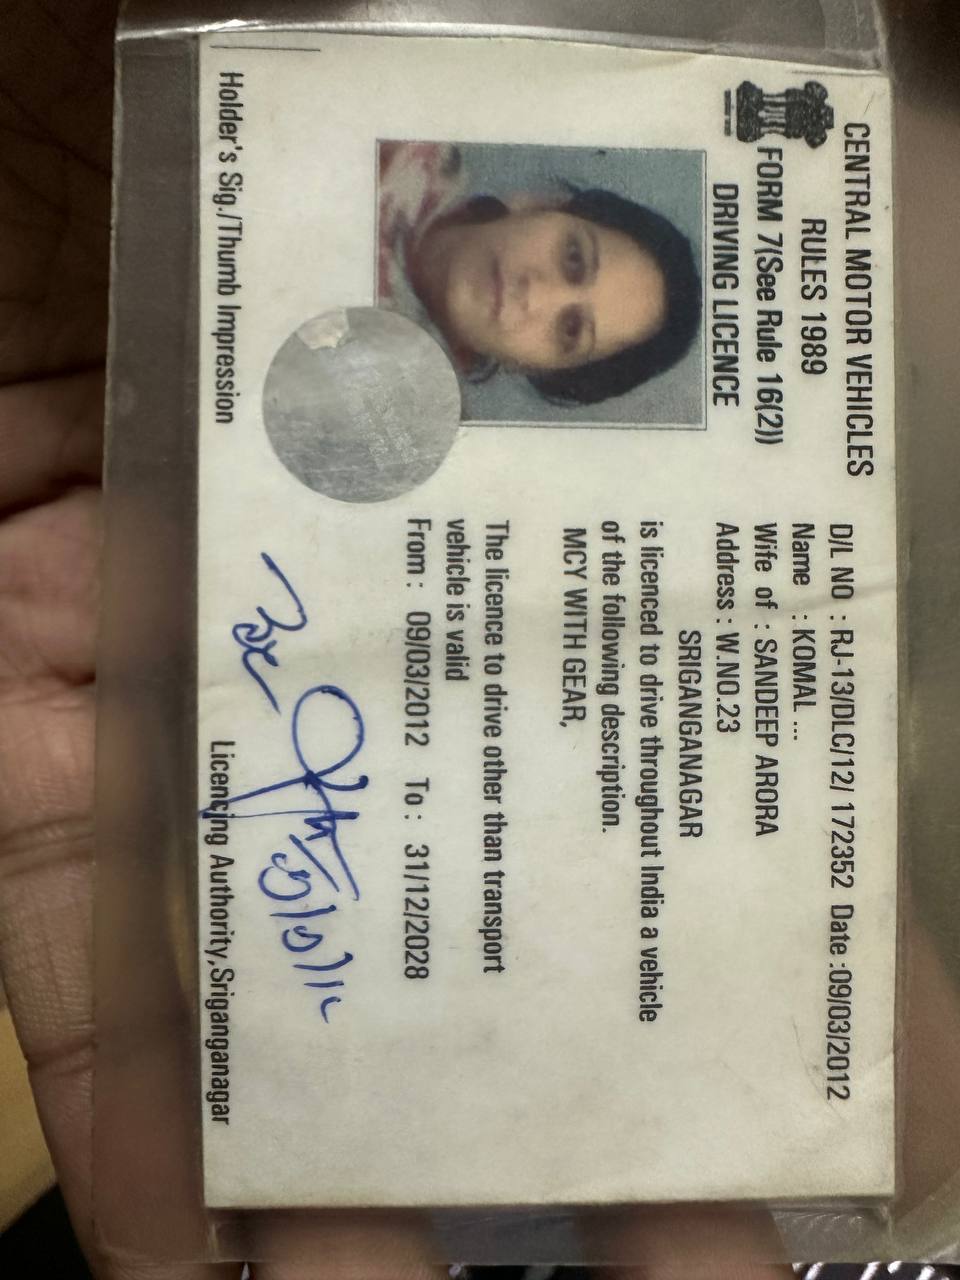 CENTRAL MOTOR VEHICLES
RULES 1989
FORM 7(See Rule 16(2))
DRIVING LICENCE
D/L NO : RJ-13/DLC/12/ 172352 Date :09/03/2012
Name : KOMAL ...
Wife of : SANDEEP ARORA
Address : W.NO.23
SRIGANGANAGAR
is licenced to drive throughout India a vehicle
of the following description.
MCY WITH GEAR,
The licence to drive other than transport
vehicle is valid
From : 09/03/2012 To : 31/12/2028
Holder's Sig./Thumb Impression
Licencing Authority,Sriganganagar